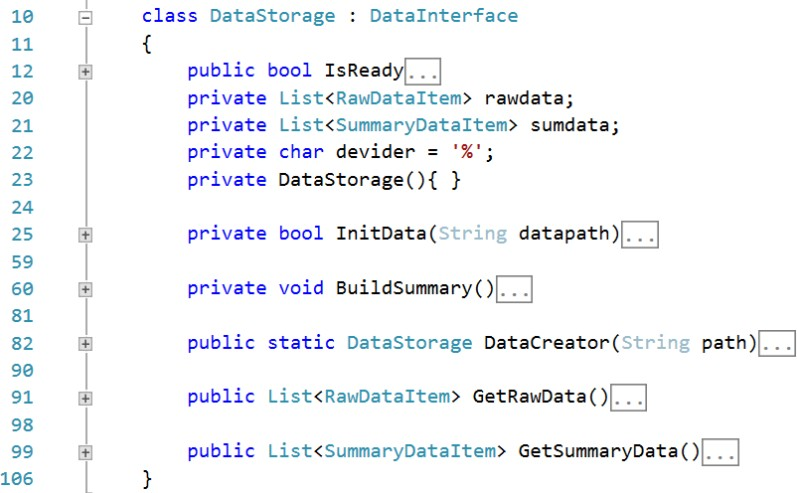 10 class DataStorage : DataInterface
11 {
12 public bool IsReady...
20 private List<RawDataItem> rawdata;
21 private List<SummaryDataItem> sumdata;
22 private char devider = '%';
23 private DataStorage(){ }
24
25 private bool InitData(String datapath)...
59
60 private void BuildSummary()...
81
82 public static DataStorage DataCreator(String path)...
90
91 public List<RawDataItem> GetRawData()...
98
99 public List<SummaryDataItem> GetSummaryData()...
106 }